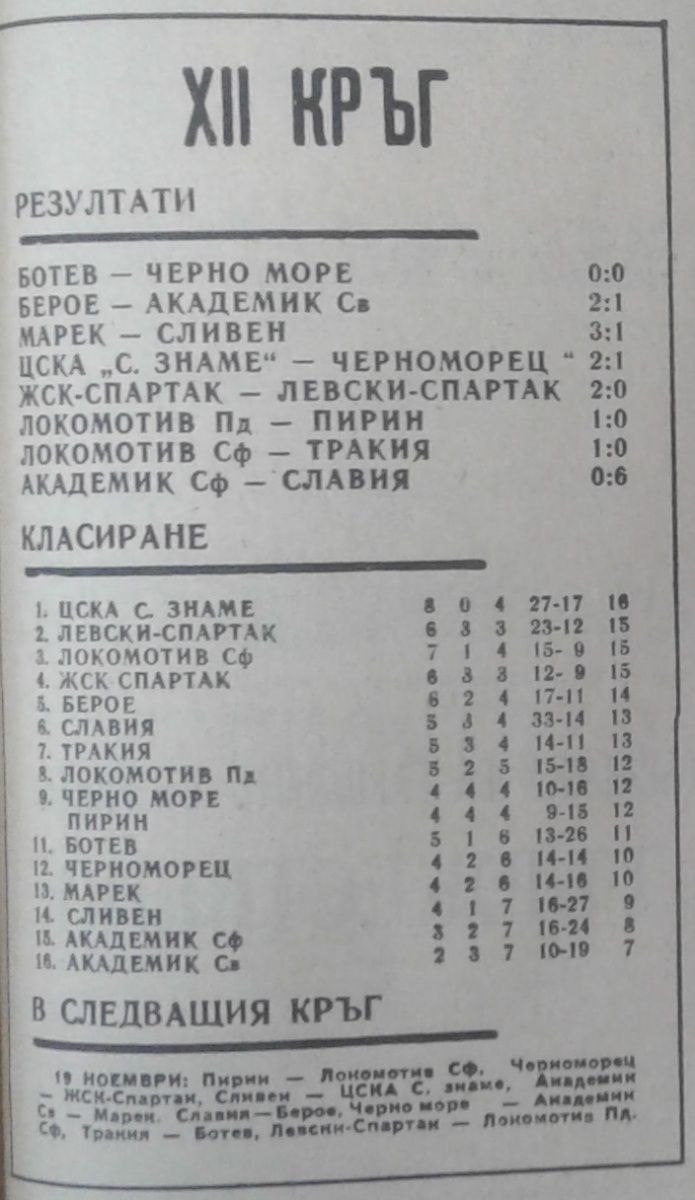 XII КРЪГ
РЕЗУЛТАТИ
БОТЕВ — ЧЕРНО МОРЕ 0:0
БЕРОЕ — АКАДЕМИК Св 2:1
МАРЕК — СЛИВЕН 3:1
ЦСКА „С. ЗНАМЕ“ — ЧЕРНОМОРЕЦ “ 2:1
ЖСК-СПАРТАК — ЛЕВСКИ-СПАРТАК 2:0
ЛОКОМОТИВ Пд — ПИРИН 1:0
ЛОКОМОТИВ Сф — ТРАКИЯ 1:0
АКАДЕМИК Сф — СЛАВИЯ 0:6
КЛАСИРАНЕ
1. ЦСКА С. ЗНАМЕ 8 0 4 27-17 16
2. ЛЕВСКИ-СПАРТАК 6 3 3 23-12 15
3. ЛОКОМОТИВ Сф 7 1 4 15- 9 15
4. ЖСК СПАРТАК 6 3 3 12- 9 15
5. БЕРОЕ 6 2 4 17-11 14
6. СЛАВИЯ 5 3 4 33-14 13
7. ТРАКИЯ 5 3 4 14-11 13
8. ЛОКОМОТИВ Пд 5 2 5 15-18 12
9. ЧЕРНО МОРЕ 4 4 4 10-16 12
ПИРИН 4 4 4 9-15 12
11. БОТЕВ 5 1 6 13-26 11
12. ЧЕРНОМОРЕЦ 4 2 6 14-14 10
13. МАРЕК 4 2 6 14-16 10
14. СЛИВЕН 4 1 7 16-27 9
15. АКАДЕМИК Сф 3 2 7 16-24 8
16. АКАДЕМИК Св 2 3 7 10-19 7
В СЛЕДВАЩИЯ КРЪГ
19 НОЕМВРИ: Пирин — Локомотив Сф, Черноморец
— ЖСК-Спартак, Сливен — ЦСКА С. знаме, Академик
Св — Марек, Славия — Берое, Черно море — Академик
Сф, Тракия — Ботев, Левски-Спартак — Локомотив Пд.